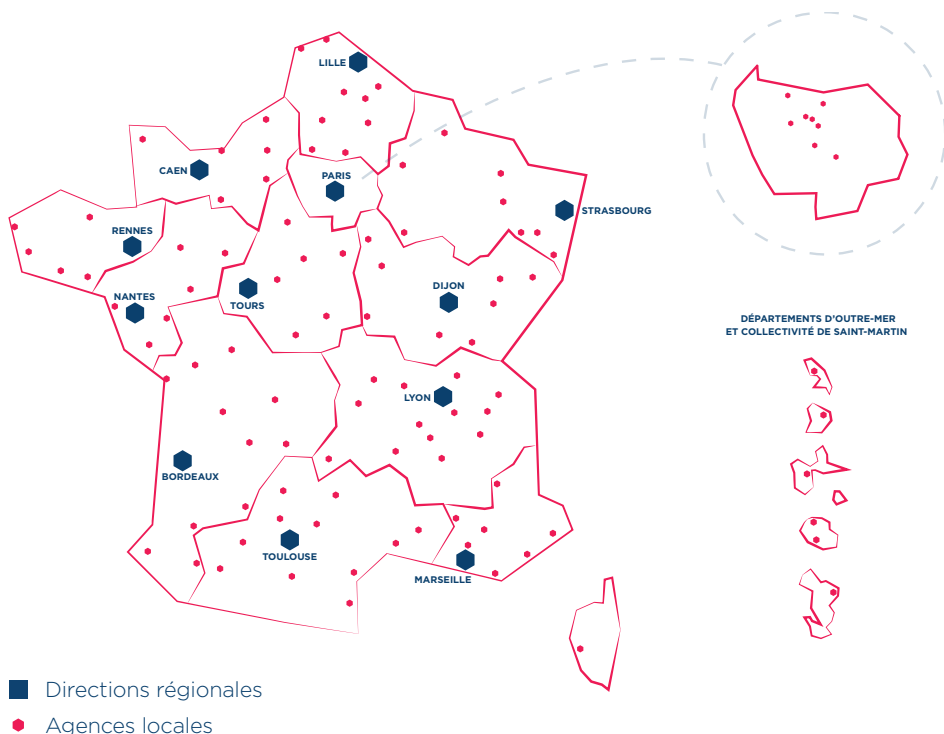 LILLE
CAEN
PARIS
STRASBOURG
RENNES
NANTES
TOURS
DIJON
DÉPARTEMENTS D'OUTRE-MER
ET COLLECTIVITÉ DE SAINT-MARTIN
LYON
BORDEAUX
TOULOUSE
MARSEILLE
Directions régionales
Agences locales